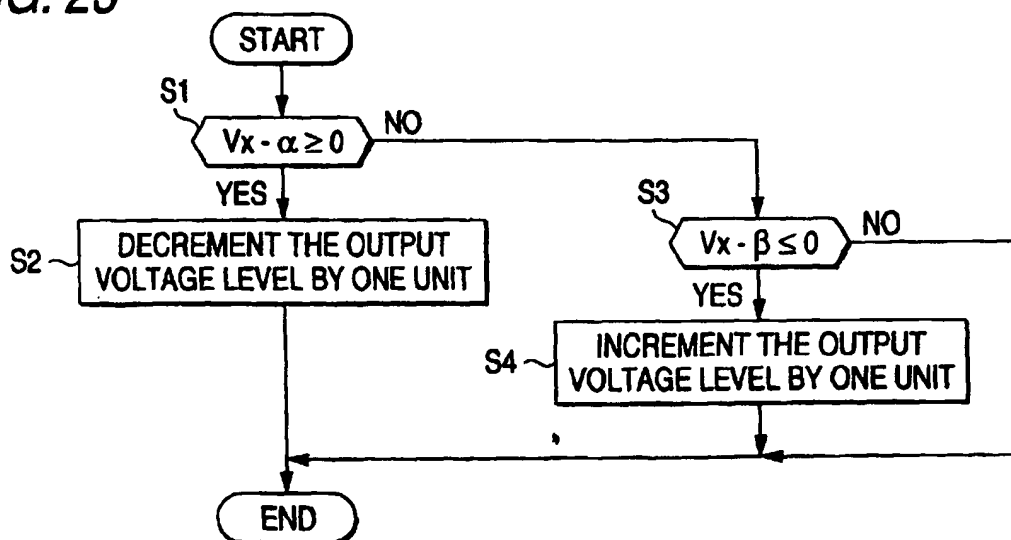 START
S1
Vx - α ≥ 0
NO
YES
S2
DECREMENT THE OUTPUT
VOLTAGE LEVEL BY ONE UNIT
S3
Vx - β ≤ 0
NO
YES
S4
INCREMENT THE OUTPUT
VOLTAGE LEVEL BY ONE UNIT
END